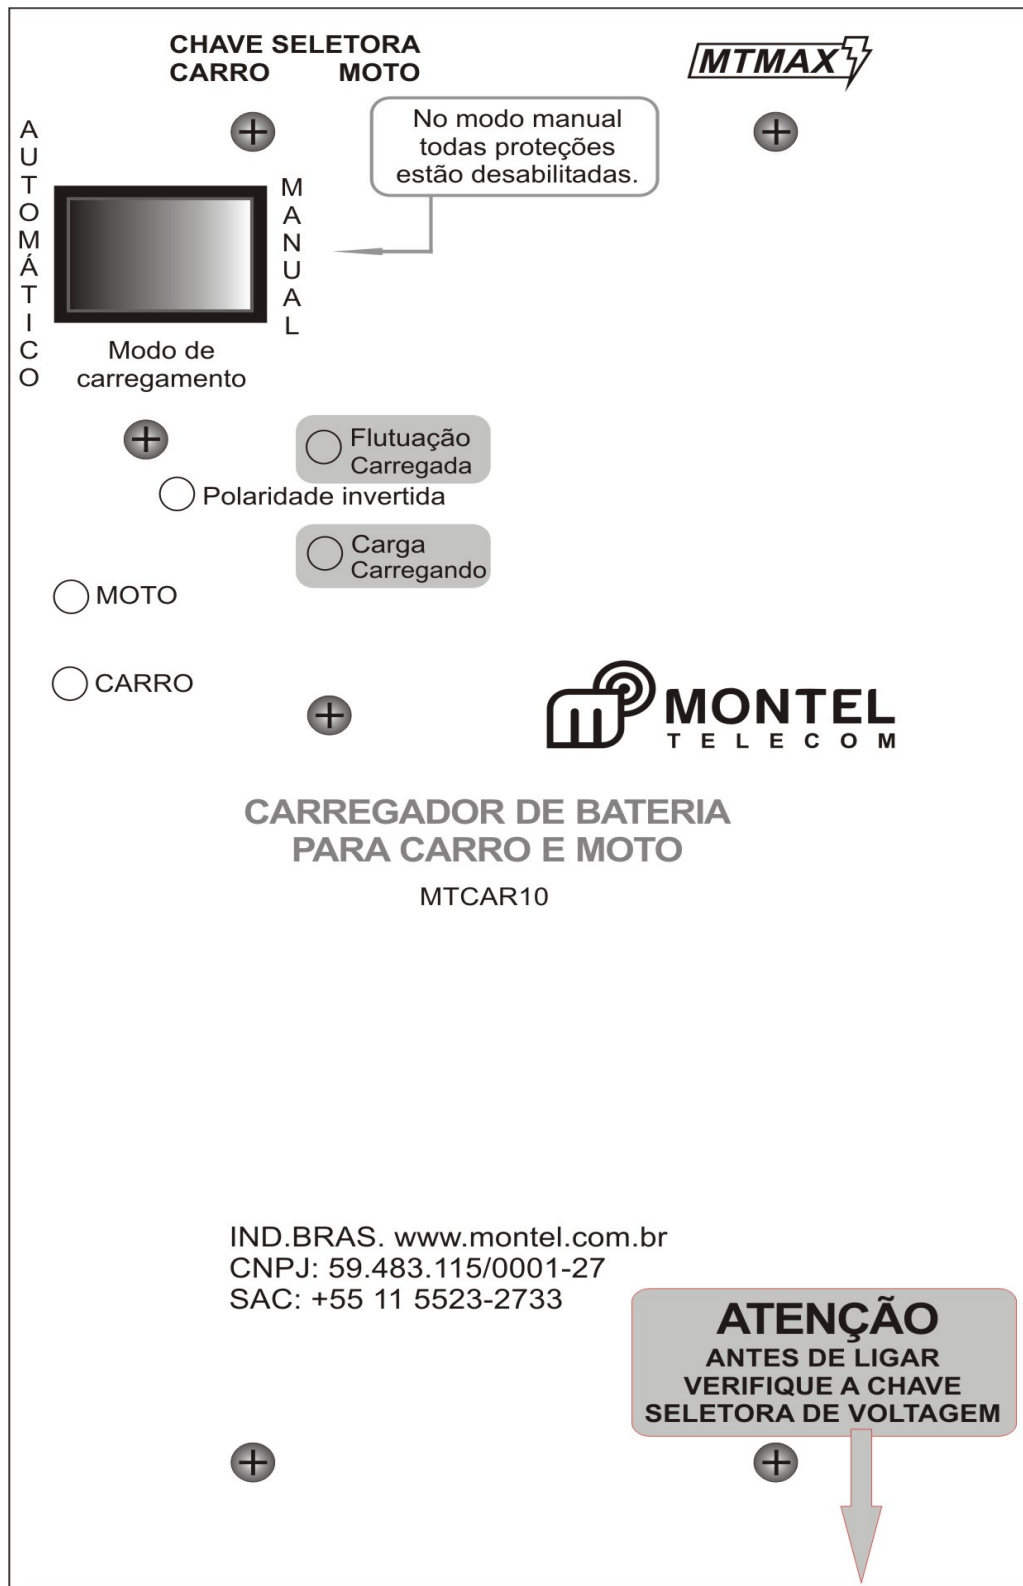 CHAVE SELETORA
CARRO MOTO
MTMAX
No modo manual
todas proteções
estão desabilitadas.
AUTOMÁTICO
MANUAL
Modo de
carregamento
Flutuação
Carregada
Polaridade invertida
Carga
Carregando
MOTO
CARRO
m
MONTEL
TELECOM
CARREGADOR DE BATERIA
PARA CARRO E MOTO
MTCAR10
IND.BRAS. www.montel.com.br
CNPJ: 59.483.115/0001-27
SAC: +55 11 5523-2733
ATENÇÃO
ANTES DE LIGAR
VERIFIQUE A CHAVE
SELETORA DE VOLTAGEM